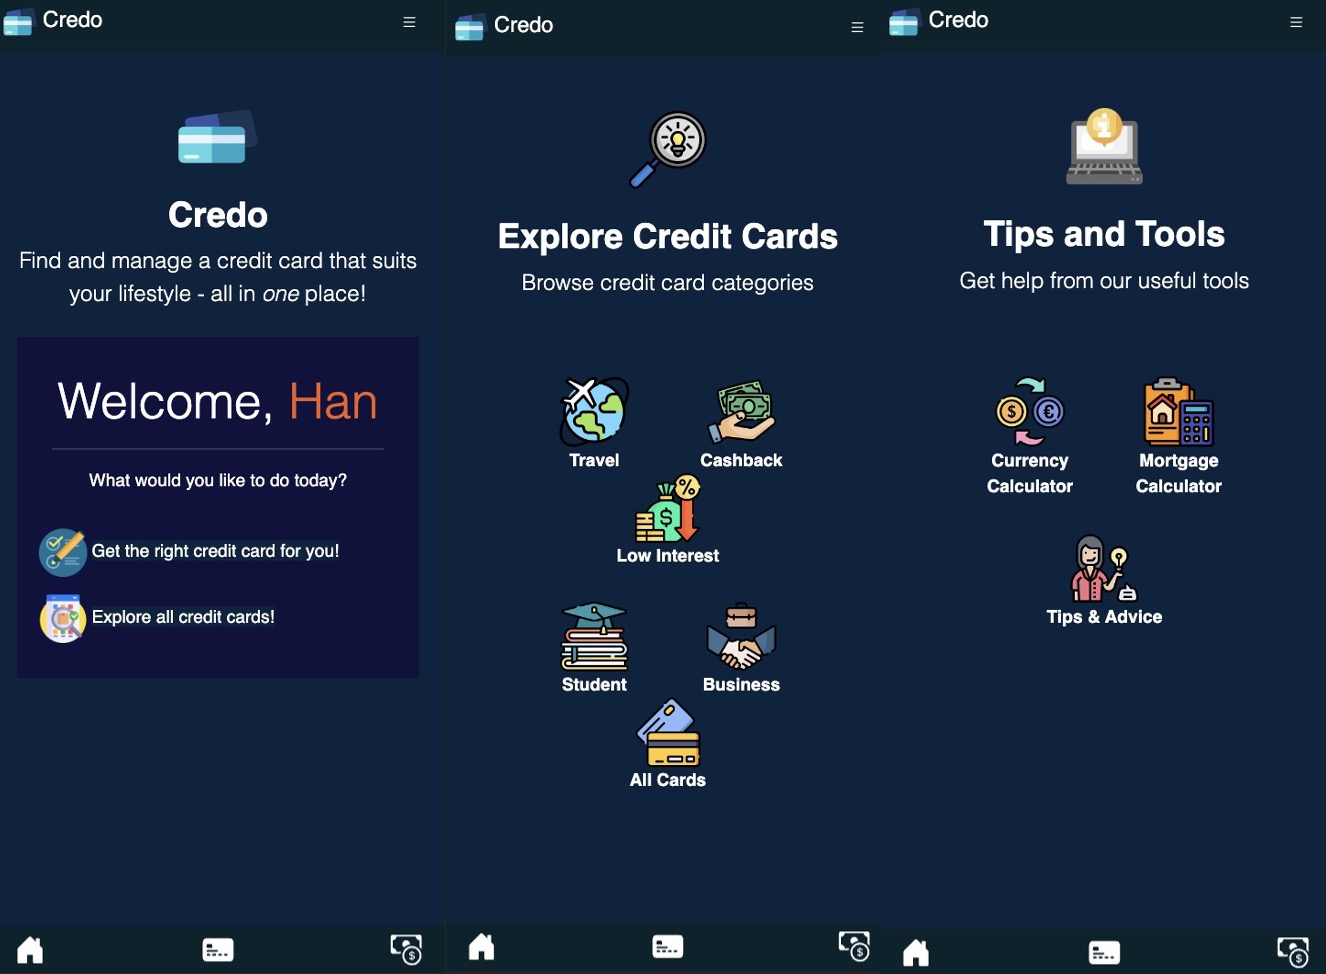 Credo
Credo
Find and manage a credit card that suits
your lifestyle - all in one place!
Welcome, Han
What would you like to do today?
Get the right credit card for you!
Explore all credit cards!
Credo
Explore Credit Cards
Browse credit card categories
Travel
Cashback
Low Interest
Student
Business
All Cards
Credo
Tips and Tools
Get help from our useful tools
Currency
Calculator
Mortgage
Calculator
Tips & Advice